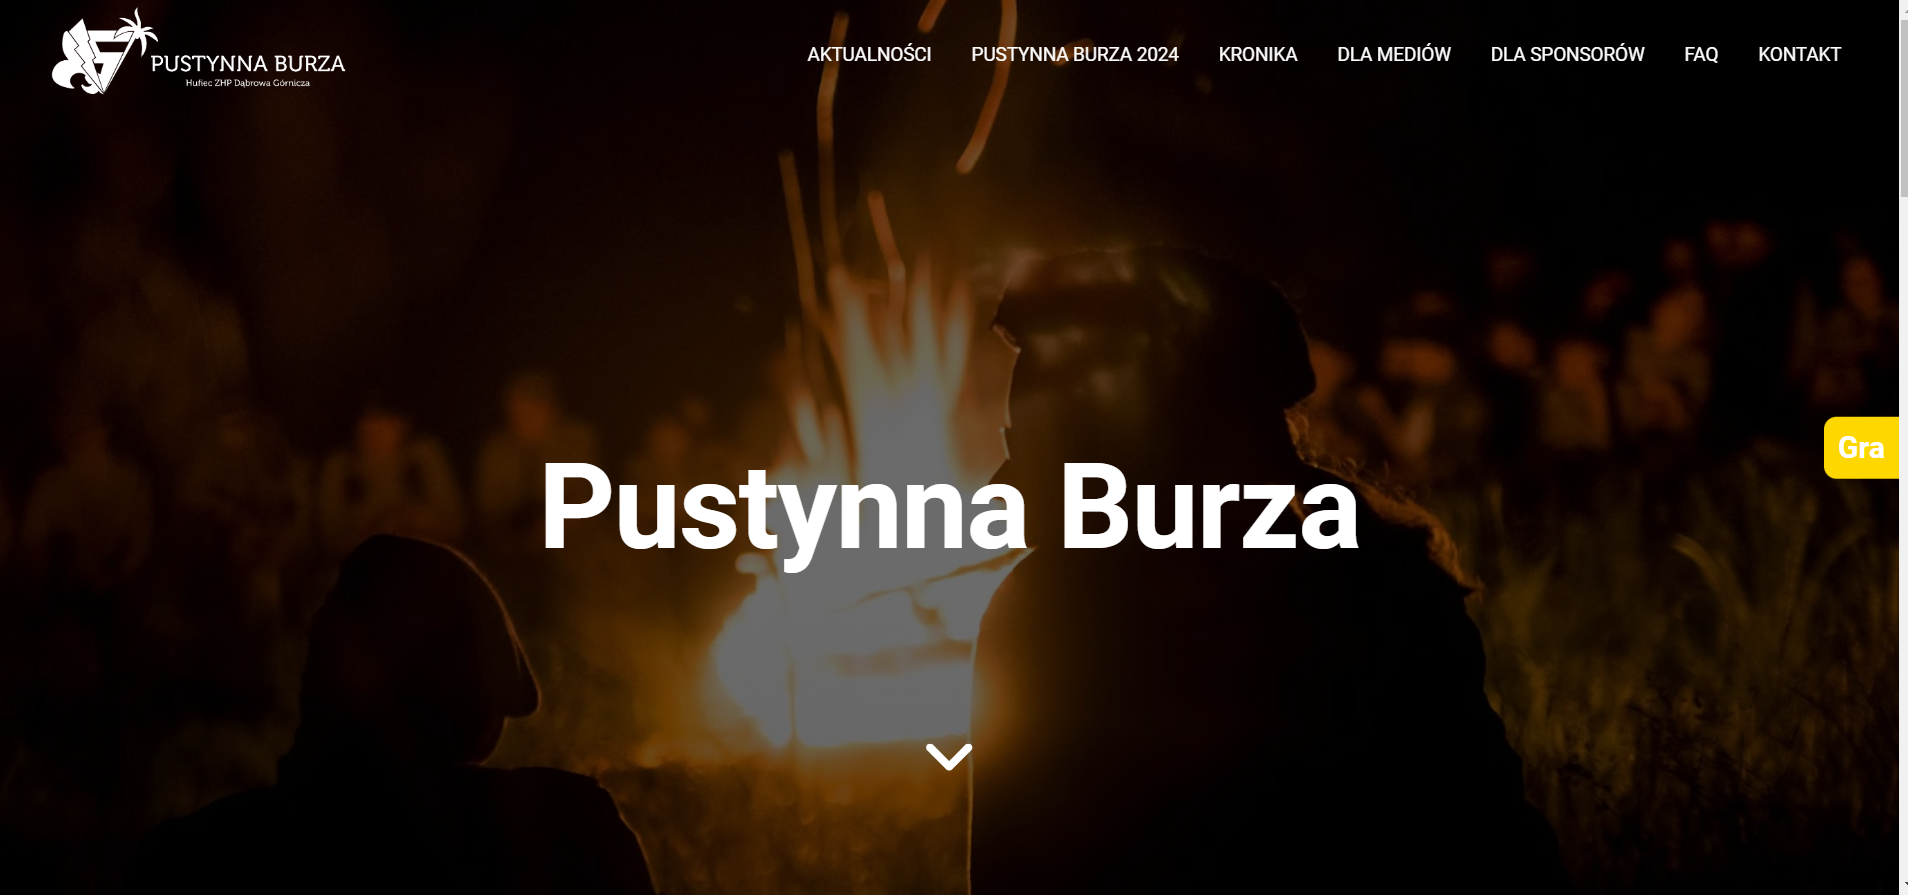 PUSTYNNA BURZA
Hufiec ZHP Dąbrowa Górnicza
AKTUALNOŚCI PUSTYNNA BURZA 2024 KRONIKA DLA MEDIÓW DLA SPONSORÓW FAQ KONTAKT
Gra
Pustynna Burza